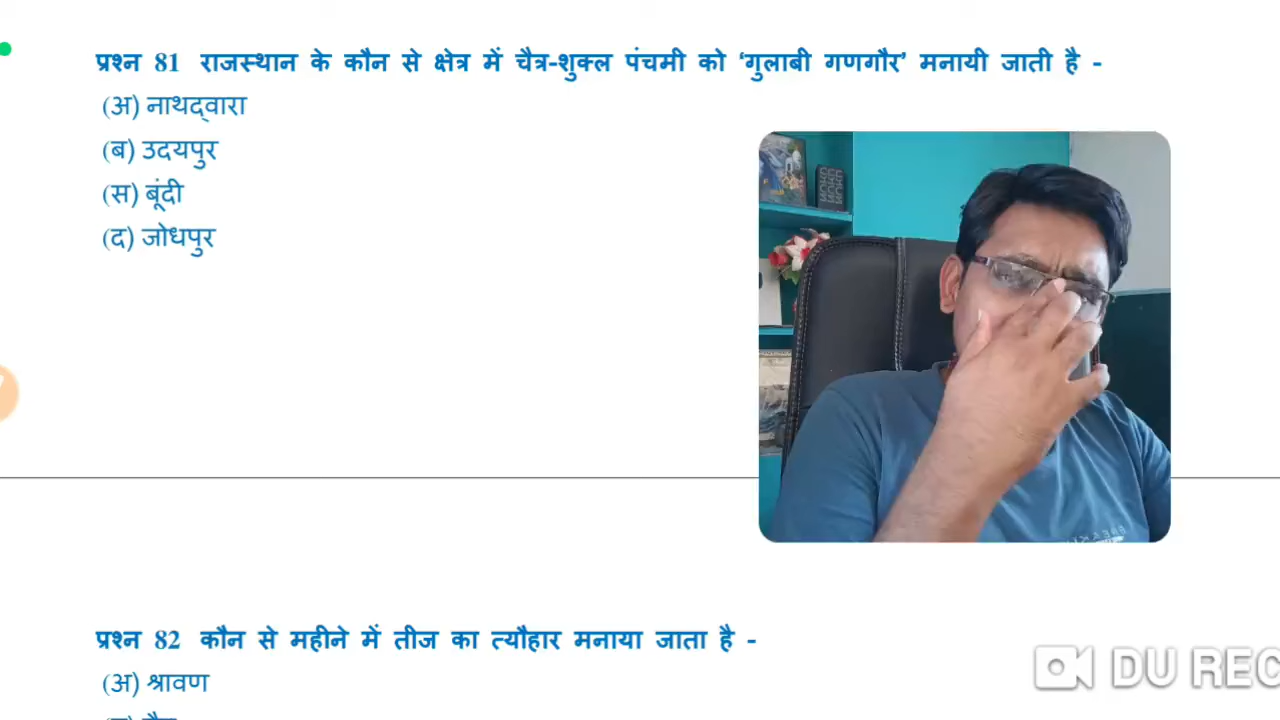 प्रश्न 81 राजस्थान के कौन से क्षेत्र में चैत्र-शुक्ल पंचमी को ‘गुलाबी गणगौर’ मनायी जाती है -
(अ) नाथद्वारा
(ब) उदयपुर
(स) बूंदी
(द) जोधपुर
प्रश्न 82 कौन से महीने में तीज का त्यौहार मनाया जाता है -
(अ) श्रावण
DU REC